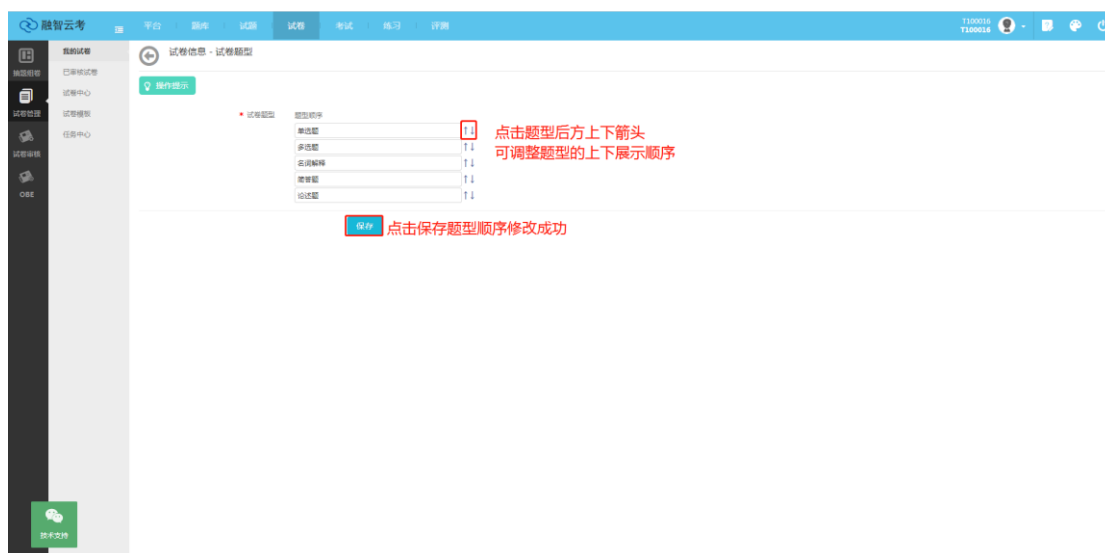 融智云考
平台 题库 试题 试卷 考试 练习 评测
T100016
T100016
抽题组卷
试卷管理
试卷审核
OBE
我的试卷
已审核试卷
试卷中心
试卷模板
任务中心
试卷信息 - 试卷题型
操作提示
* 试卷题型 题型顺序
单选题
多选题
名词解释
简答题
论述题
点击题型后方上下箭头
可调整题型的上下展示顺序
保存 点击保存题型顺序修改成功
技术支持